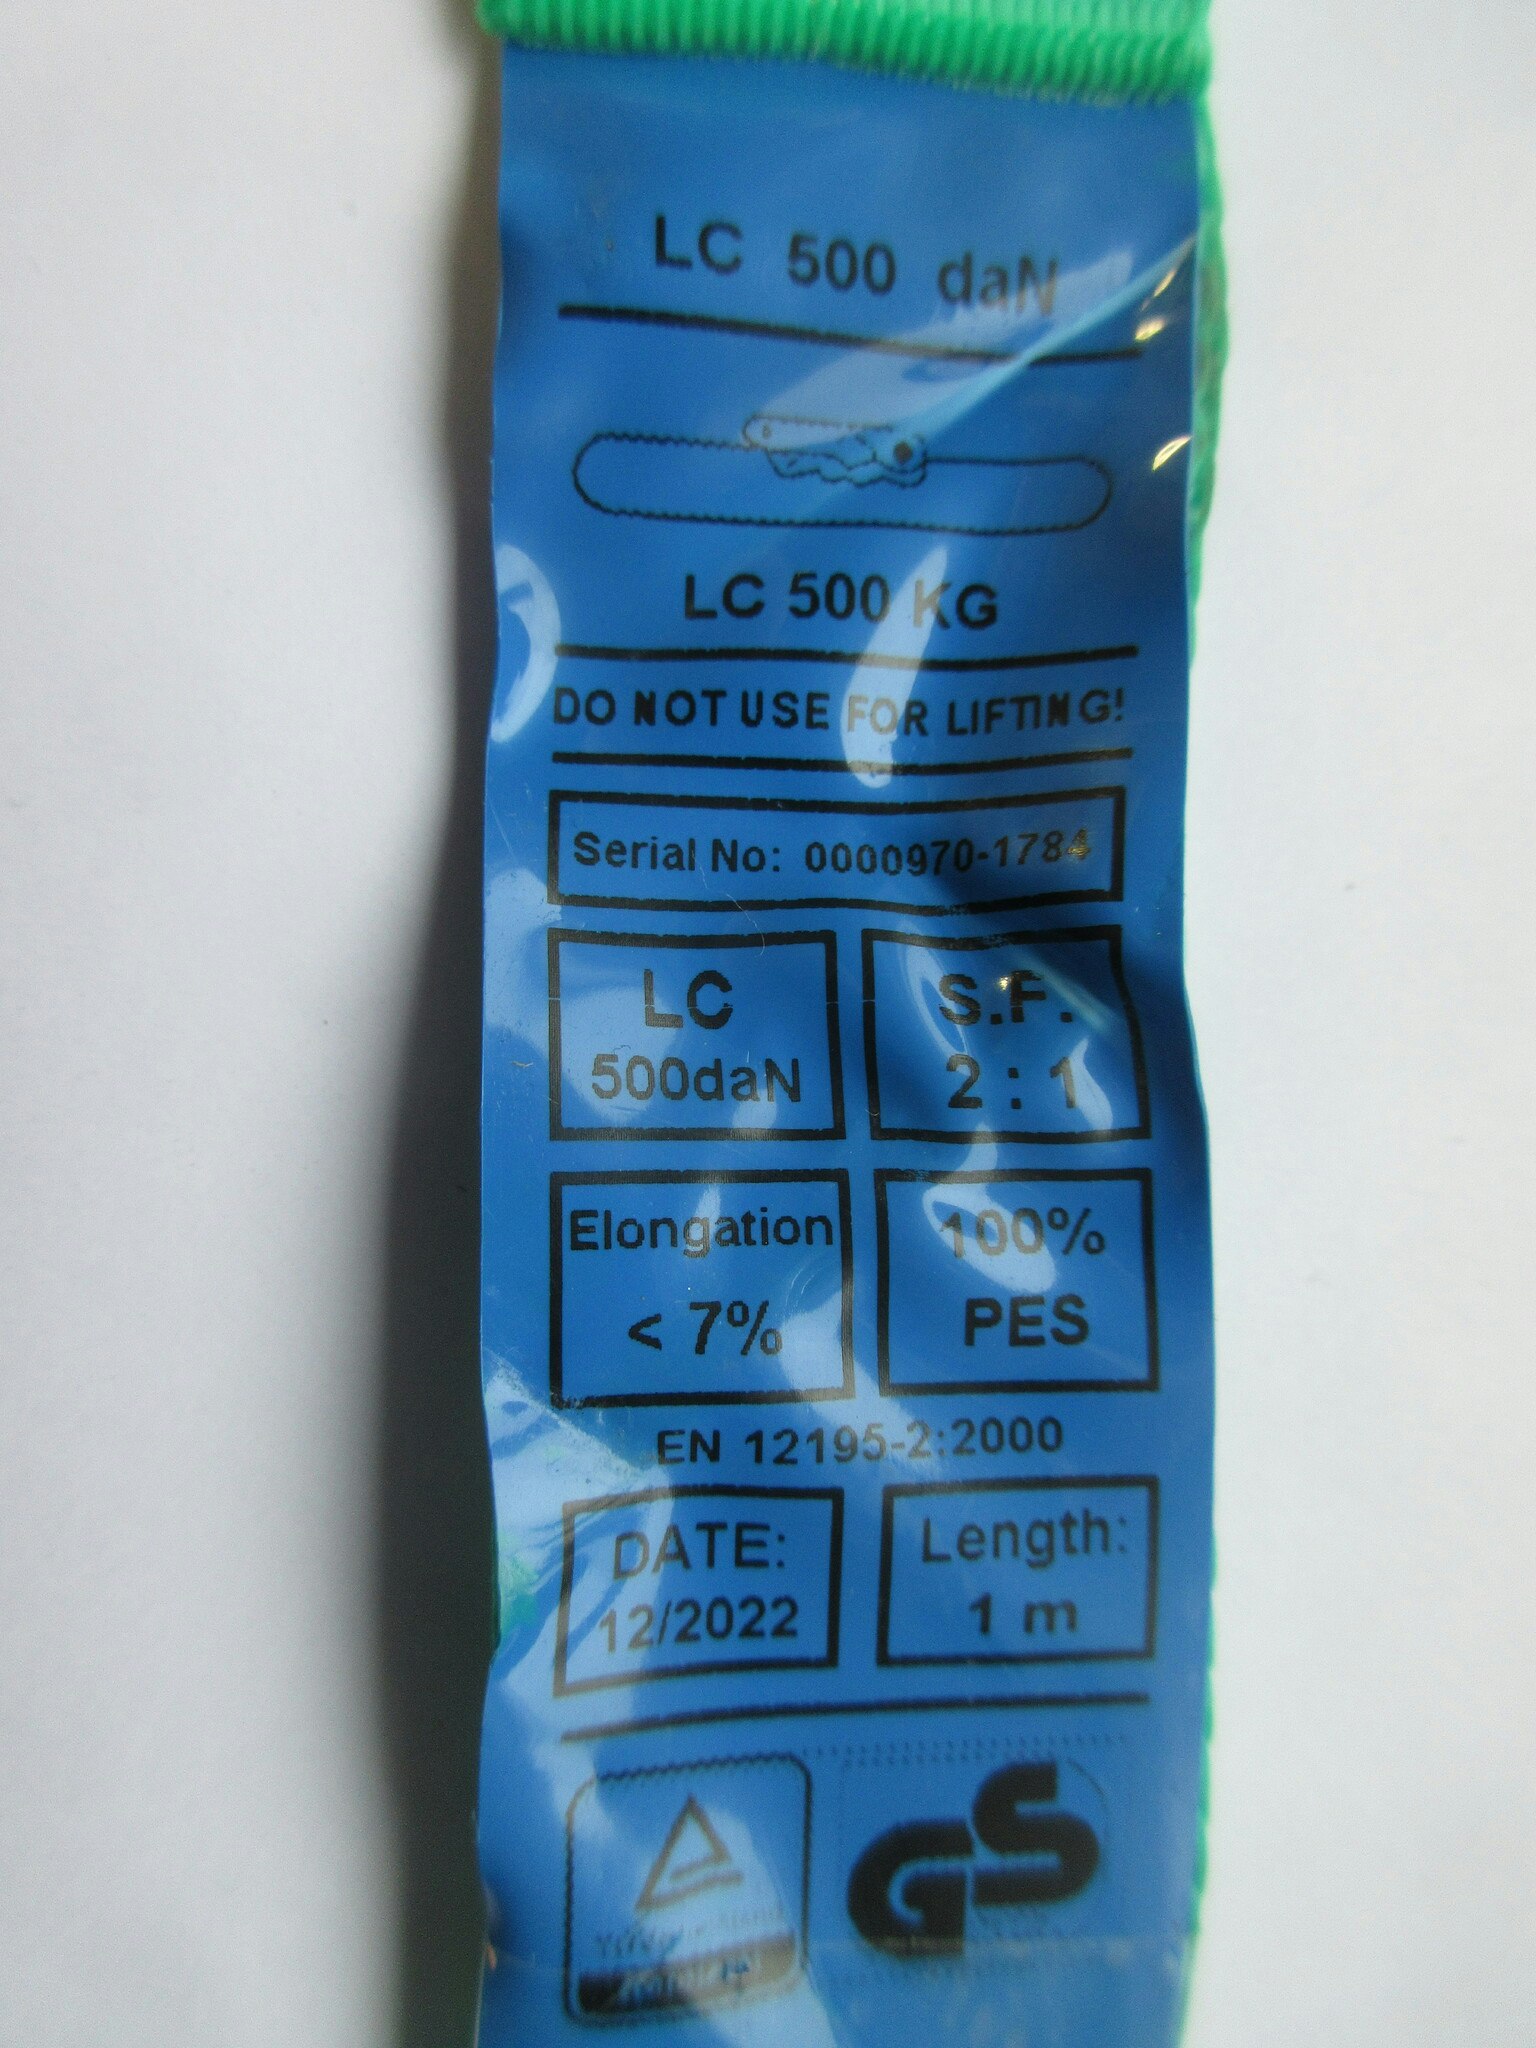 LC 500 daN
LC 500 KG
DO NOT USE FOR LIFTING!
Serial No: 0000970-1784
LC
500daN
S.F.
2 : 1
Elongation
< 7%
100%
PES
EN 12195-2:2000
DATE:
12/2022
Length:
1 m
GS